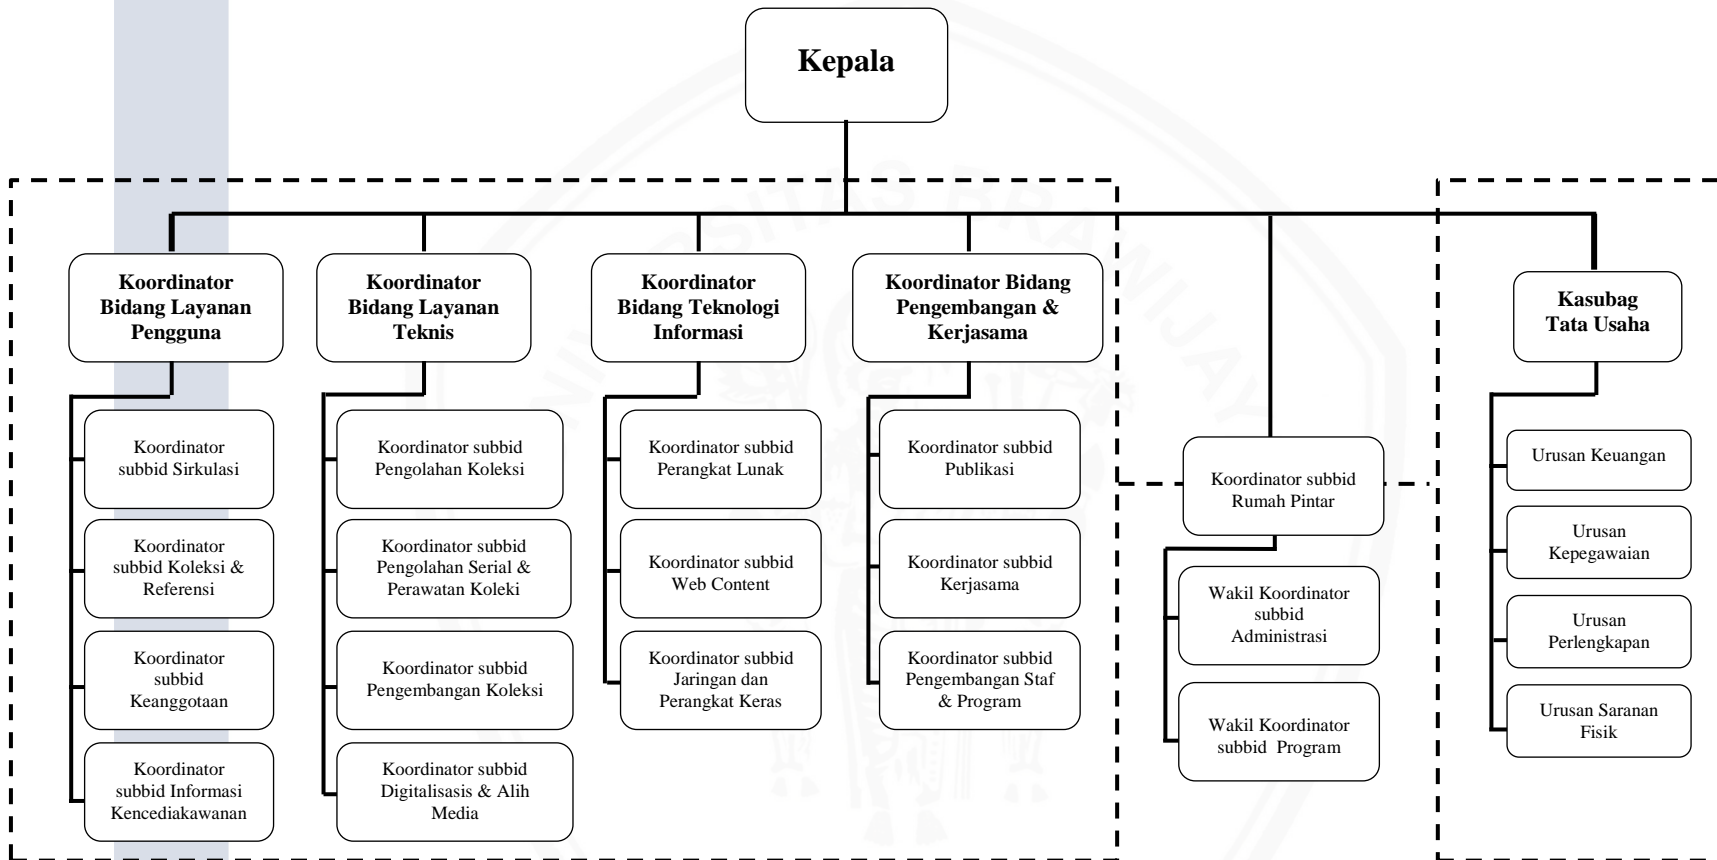 Kepala
UNIVERSITAS BRAWIJAYA
Koordinator
Bidang Layanan
Pengguna
Koordinator
Bidang Layanan
Teknis
Koordinator
Bidang Teknologi
Informasi
Koordinator Bidang
Pengembangan &
Kerjasama
Kasubag
Tata Usaha
Koordinator
subbid Sirkulasi
Koordinator
subbid Koleksi &
Referensi
Koordinator
subbid
Keanggotaan
Koordinator
subbid Informasi
Kencediakawanan
Koordinator subbid
Pengolahan Koleksi
Koordinator subbid
Pengolahan Serial &
Perawatan Koleki
Koordinator subbid
Pengembangan Koleksi
Koordinator subbid
Digitalisasis & Alih
Media
Koordinator subbid
Perangkat Lunak
Koordinator subbid
Web Content
Koordinator subbid
Jaringan dan
Perangkat Keras
Koordinator subbid
Publikasi
Koordinator subbid
Kerjasama
Koordinator subbid
Pengembangan Staf
& Program
Koordinator subbid
Rumah Pintar
Wakil Koordinator
subbid
Administrasi
Wakil Koordinator
subbid  Program
Urusan Keuangan
Urusan
Kepegawaian
Urusan
Perlengkapan
Urusan Saranan
Fisik